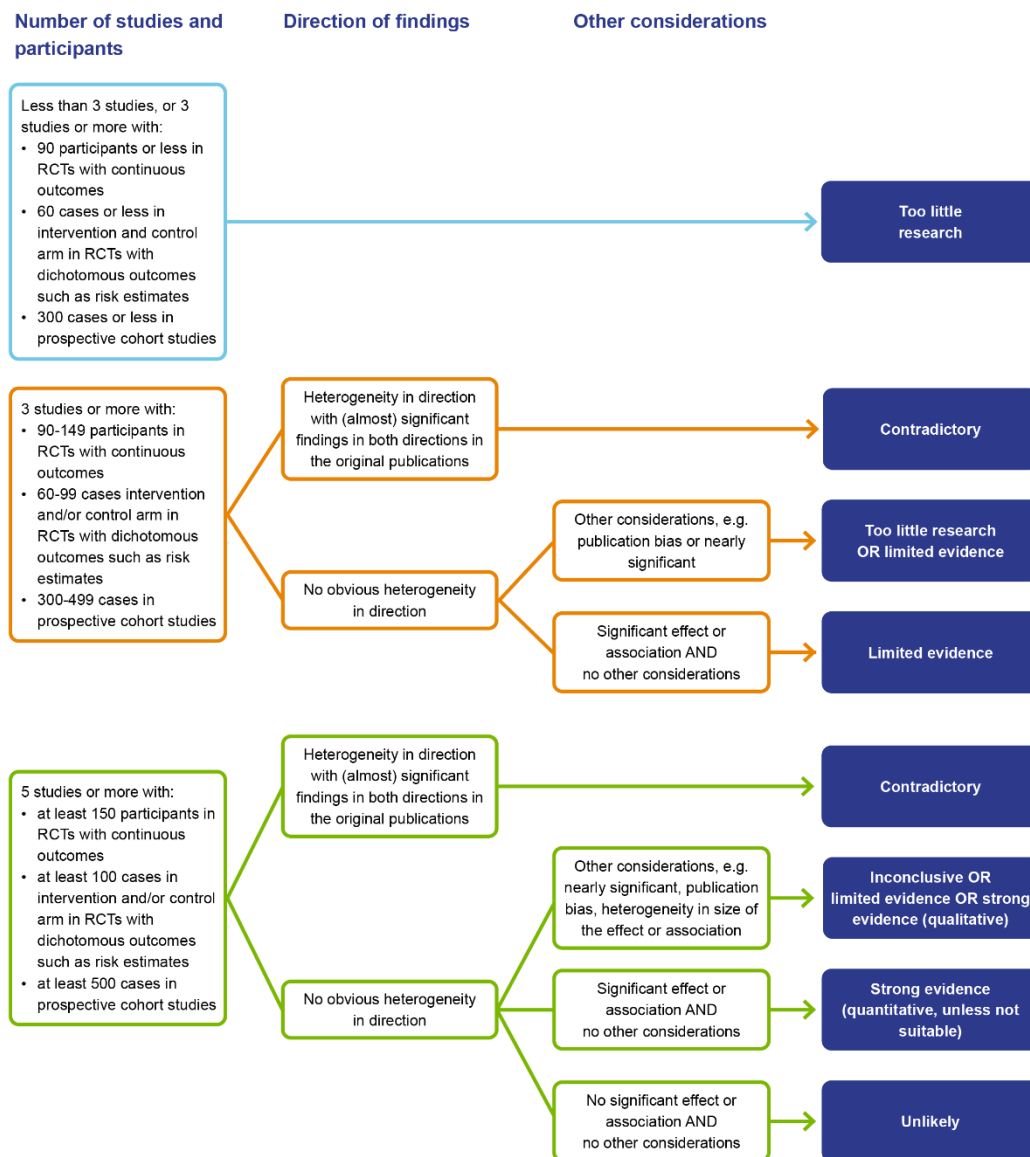 Number of studies and
participants
Direction of findings
Other considerations
Less than 3 studies, or 3
studies or more with:
• 90 participants or less in
RCTs with continuous
outcomes
• 60 cases or less in
intervention and control
arm in RCTs with
dichotomous outcomes
such as risk estimates
• 300 cases or less in
prospective cohort studies
Too little
research
3 studies or more with:
• 90-149 participants in
RCTs with continuous
outcomes
• 60-99 cases intervention
and/or control arm in
RCTs with dichotomous
outcomes such as risk
estimates
• 300-499 cases in
prospective cohort studies
Heterogeneity in direction
with (almost) significant
findings in both directions in
the original publications
Contradictory
No obvious heterogeneity
in direction
Other considerations, e.g.
publication bias or nearly
significant
Too little research
OR limited evidence
Significant effect or
association AND
no other considerations
Limited evidence
5 studies or more with:
• at least 150 participants in
RCTs with continuous
outcomes
• at least 100 cases in
intervention and/or control
arm in RCTs with
dichotomous outcomes
such as risk estimates
• at least 500 cases in
prospective cohort studies
Heterogeneity in direction
with (almost) significant
findings in both directions in
the original publications
Contradictory
No obvious heterogeneity
in direction
Other considerations, e.g.
nearly significant, publication
bias, heterogeneity in size of
the effect or association
Inconclusive OR
limited evidence OR strong
evidence (qualitative)
Significant effect or
association AND
no other considerations
Strong evidence
(quantitative, unless not
suitable)
No significant effect or
association AND
no other considerations
Unlikely